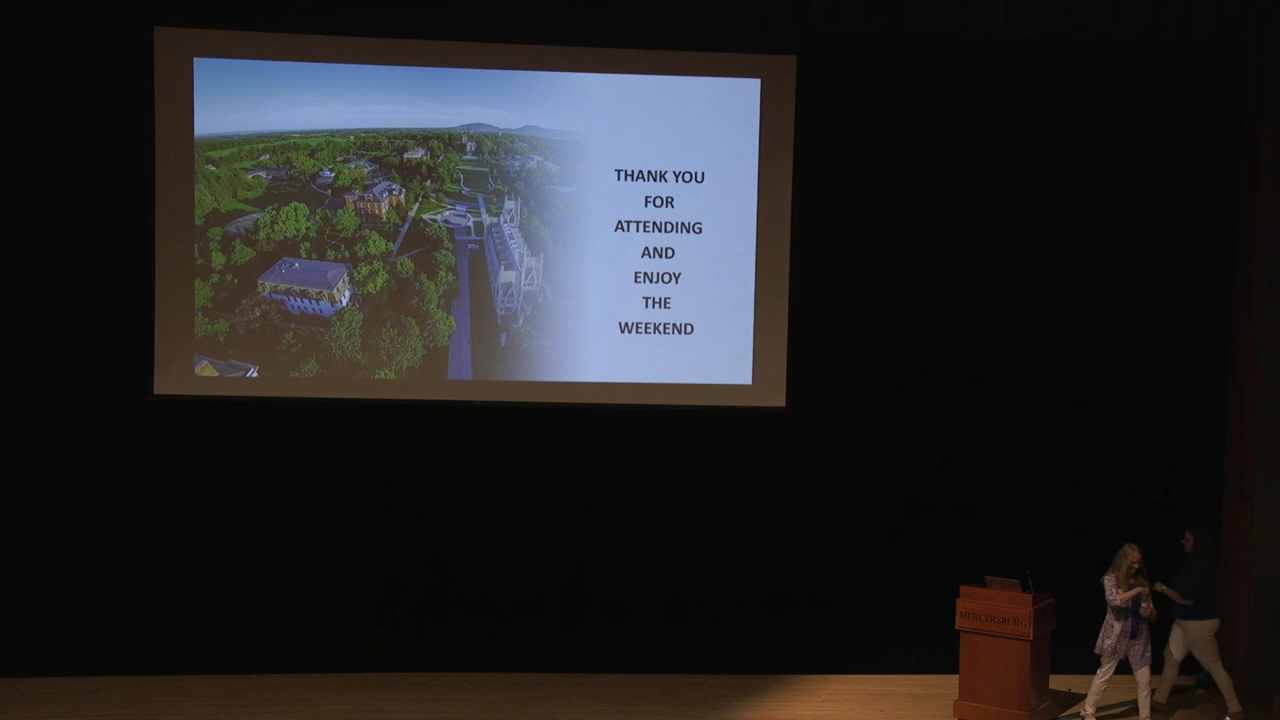 THANK YOU
FOR
ATTENDING
AND
ENJOY
THE
WEEKEND
MERCERSBURG